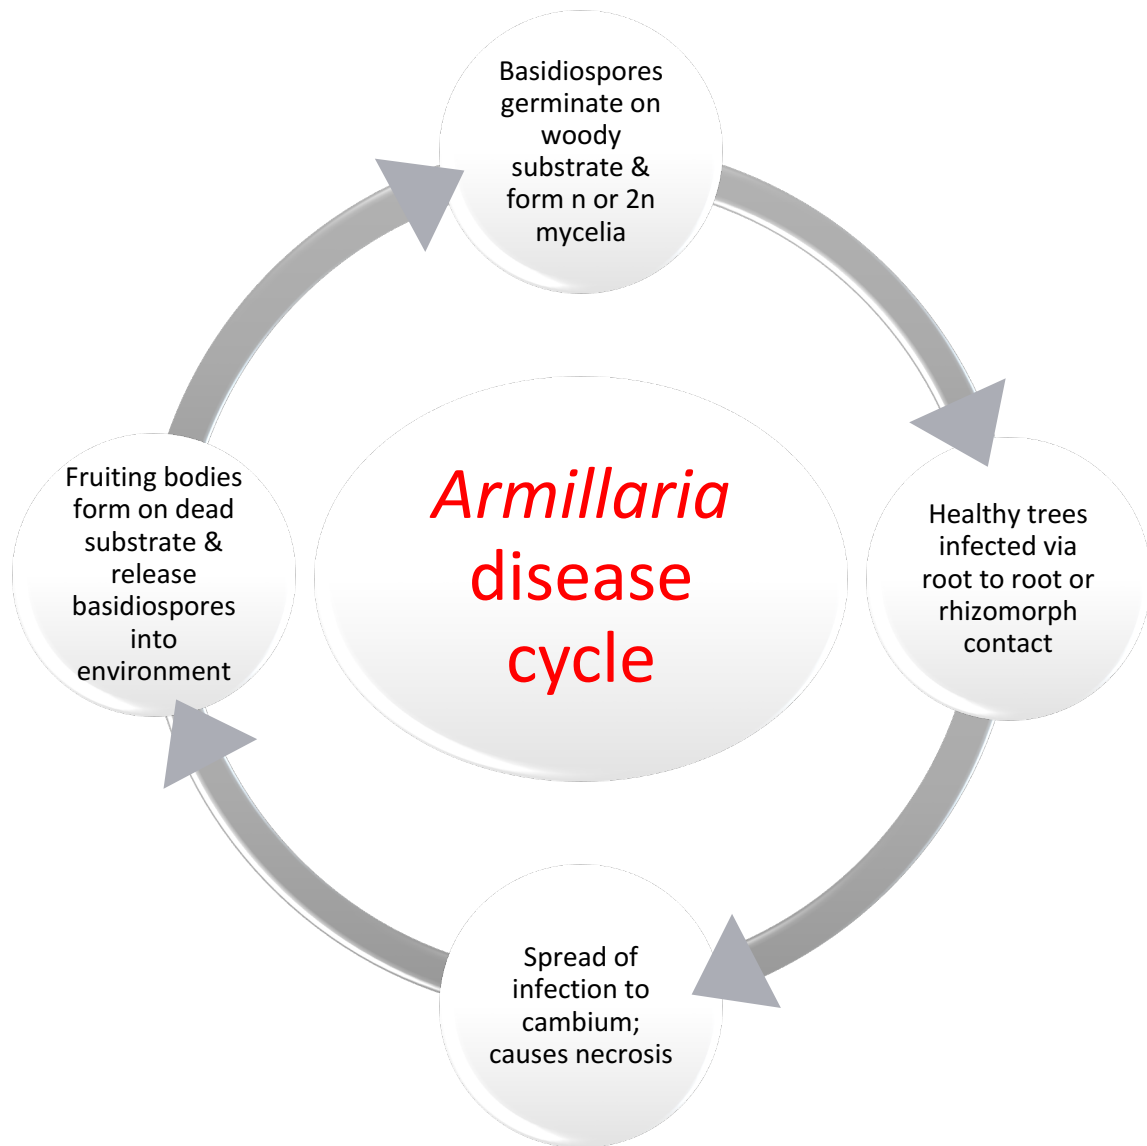 Basidiospores
germinate on
woody
substrate &
form n or 2n
mycelia
Healthy trees
infected via
root to root or
rhizomorph
contact
Spread of
infection to
cambium;
causes necrosis
Fruiting bodies
form on dead
substrate &
release
basidiospores
into
environment
Armillaria
disease
cycle